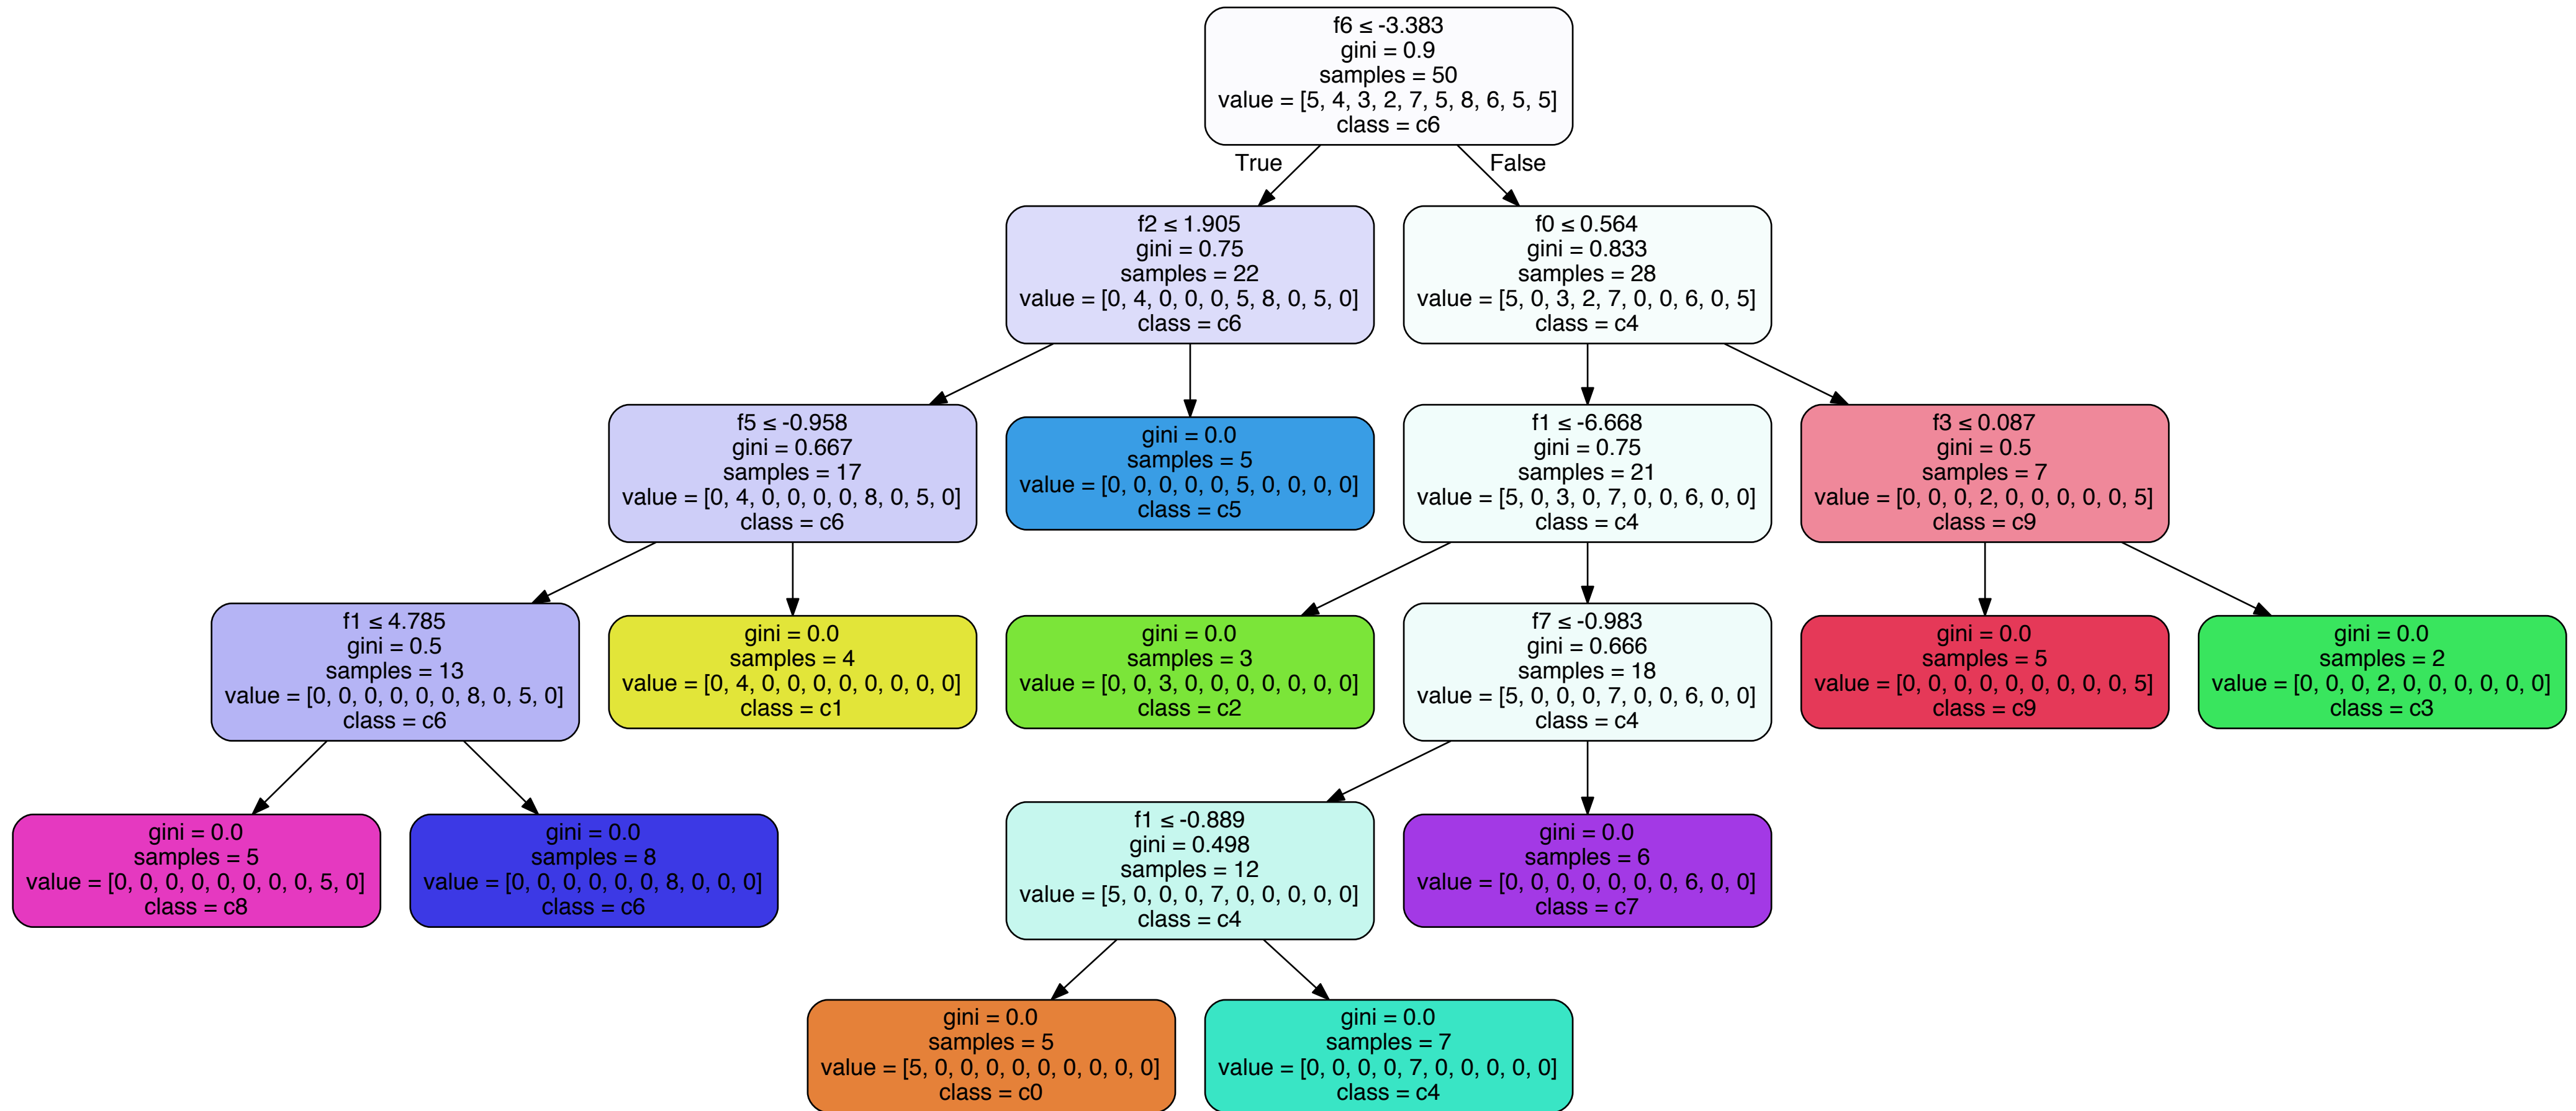 f6 ≤ -3.383
gini = 0.9
samples = 50
value = [5, 4, 3, 2, 7, 5, 8, 6, 5, 5]
class = c6
True
False
f2 ≤ 1.905
gini = 0.75
samples = 22
value = [0, 4, 0, 0, 0, 5, 8, 0, 5, 0]
class = c6
f0 ≤ 0.564
gini = 0.833
samples = 28
value = [5, 0, 3, 2, 7, 0, 0, 6, 0, 5]
class = c4
f5 ≤ -0.958
gini = 0.667
samples = 17
value = [0, 4, 0, 0, 0, 0, 8, 0, 5, 0]
class = c6
gini = 0.0
samples = 5
value = [0, 0, 0, 0, 0, 5, 0, 0, 0, 0]
class = c5
f1 ≤ -6.668
gini = 0.75
samples = 21
value = [5, 0, 3, 0, 7, 0, 0, 6, 0, 0]
class = c4
f3 ≤ 0.087
gini = 0.5
samples = 7
value = [0, 0, 0, 2, 0, 0, 0, 0, 0, 5]
class = c9
f1 ≤ 4.785
gini = 0.5
samples = 13
value = [0, 0, 0, 0, 0, 0, 8, 0, 5, 0]
class = c6
gini = 0.0
samples = 4
value = [0, 4, 0, 0, 0, 0, 0, 0, 0, 0]
class = c1
gini = 0.0
samples = 3
value = [0, 0, 3, 0, 0, 0, 0, 0, 0, 0]
class = c2
f7 ≤ -0.983
gini = 0.666
samples = 18
value = [5, 0, 0, 0, 7, 0, 0, 6, 0, 0]
class = c4
gini = 0.0
samples = 5
value = [0, 0, 0, 0, 0, 0, 0, 0, 0, 5]
class = c9
gini = 0.0
samples = 2
value = [0, 0, 0, 2, 0, 0, 0, 0, 0, 0]
class = c3
gini = 0.0
samples = 5
value = [0, 0, 0, 0, 0, 0, 0, 0, 5, 0]
class = c8
gini = 0.0
samples = 8
value = [0, 0, 0, 0, 0, 0, 8, 0, 0, 0]
class = c6
f1 ≤ -0.889
gini = 0.498
samples = 12
value = [5, 0, 0, 0, 7, 0, 0, 0, 0, 0]
class = c4
gini = 0.0
samples = 6
value = [0, 0, 0, 0, 0, 0, 0, 6, 0, 0]
class = c7
gini = 0.0
samples = 5
value = [5, 0, 0, 0, 0, 0, 0, 0, 0, 0]
class = c0
gini = 0.0
samples = 7
value = [0, 0, 0, 0, 7, 0, 0, 0, 0, 0]
class = c4